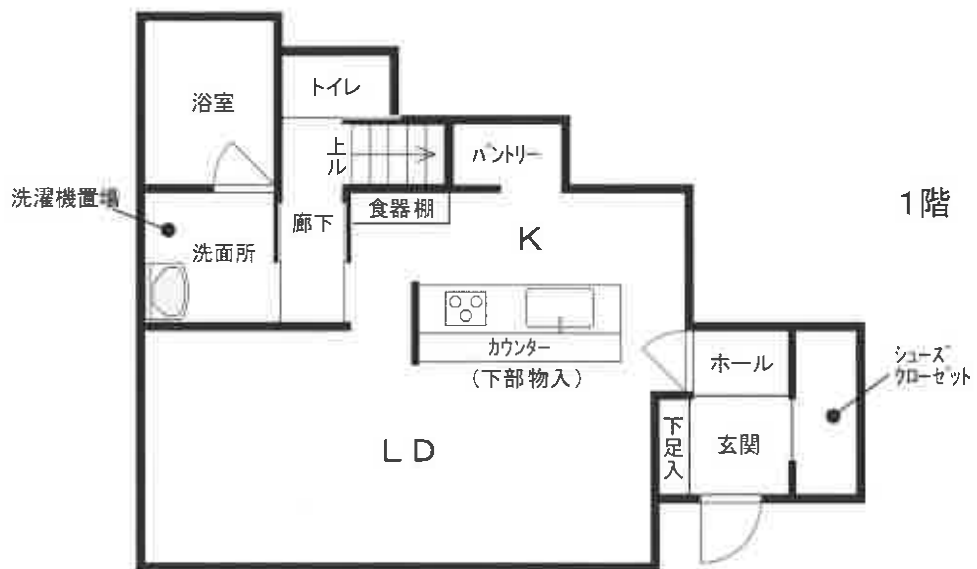 トイレ
浴室
上ル
パントリー
洗濯機置場
食器棚
1階
廊下
K
洗面所
カウンター
(下部物入)
ホール
シューズ
クローゼット
下足入
玄関
LD